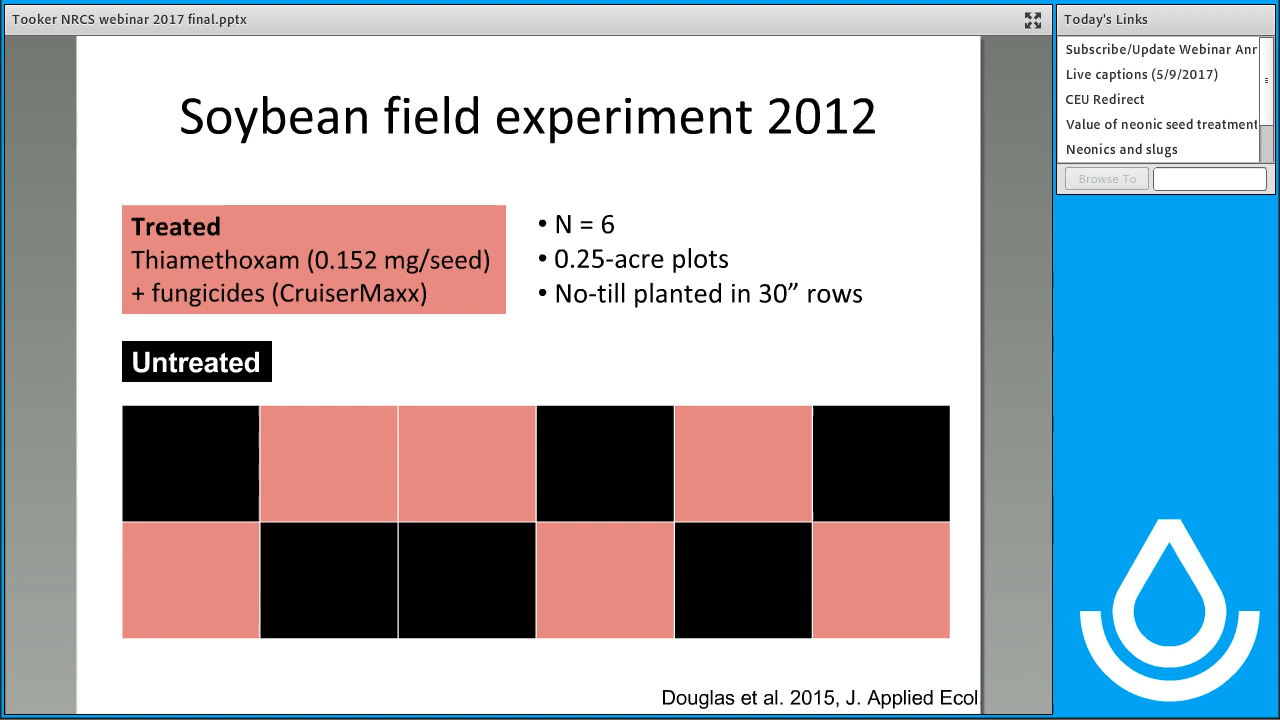 Tooker NRCS webinar 2017 final.pptx
Soybean field experiment 2012
Treated
Thiamethoxam (0.152 mg/seed)
+ fungicides (CruiserMaxx)
• N = 6
• 0.25-acre plots
• No-till planted in 30” rows
Untreated
Douglas et al. 2015, J. Applied Ecol.
Today's Links
Subscribe/Update Webinar
Live captions (5/9/2017)
CEU Redirect
Value of neonic seed treatment
Neonics and slugs
Browse To